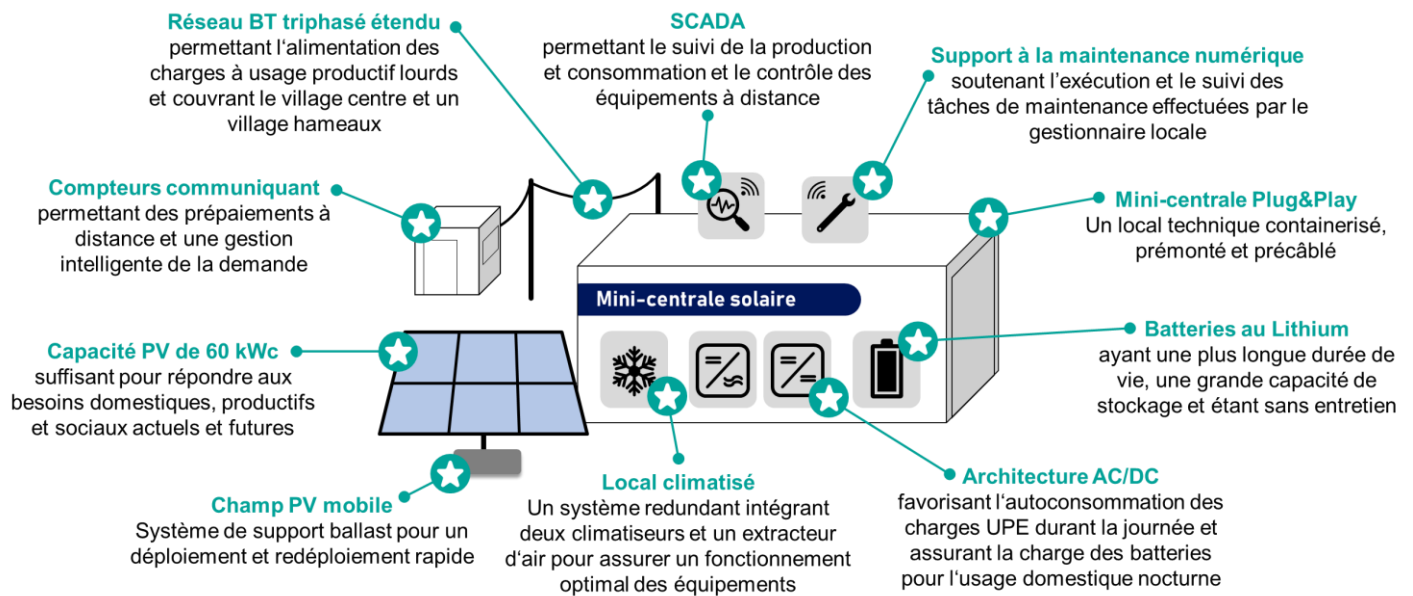 Réseau BT triphasé étendu
permettant l‘alimentation des
charges à usage productif lourds
et couvrant le village centre et un
village hameaux
SCADA
permettant le suivi de la production
et consommation et le contrôle des
équipements à distance
Support à la maintenance numérique
soutenant l’exécution et le suivi des
tâches de maintenance effectuées par le
gestionnaire locale
Compteurs communiquant
permettant des prépaiements à
distance et une gestion
intelligente de la demande
Mini-centrale Plug&Play
Un local technique containerisé,
prémonté et précâblé
Mini-centrale solaire
Capacité PV de 60 kWc
suffisant pour répondre aux
besoins domestiques, productifs
et sociaux actuels et futures
Batteries au Lithium
ayant une plus longue durée de
vie, une grande capacité de
stockage et étant sans entretien
Champ PV mobile
Système de support ballast pour un
déploiement et redéploiement rapide
Local climatisé
Un système redundant intégrant
deux climatiseurs et un extracteur
d‘air pour assurer un fonctionnement
optimal des équipements
Architecture AC/DC
favorisant l‘autoconsommation des
charges UPE durant la journée et
assurant la charge des batteries
pour l‘usage domestique nocturne